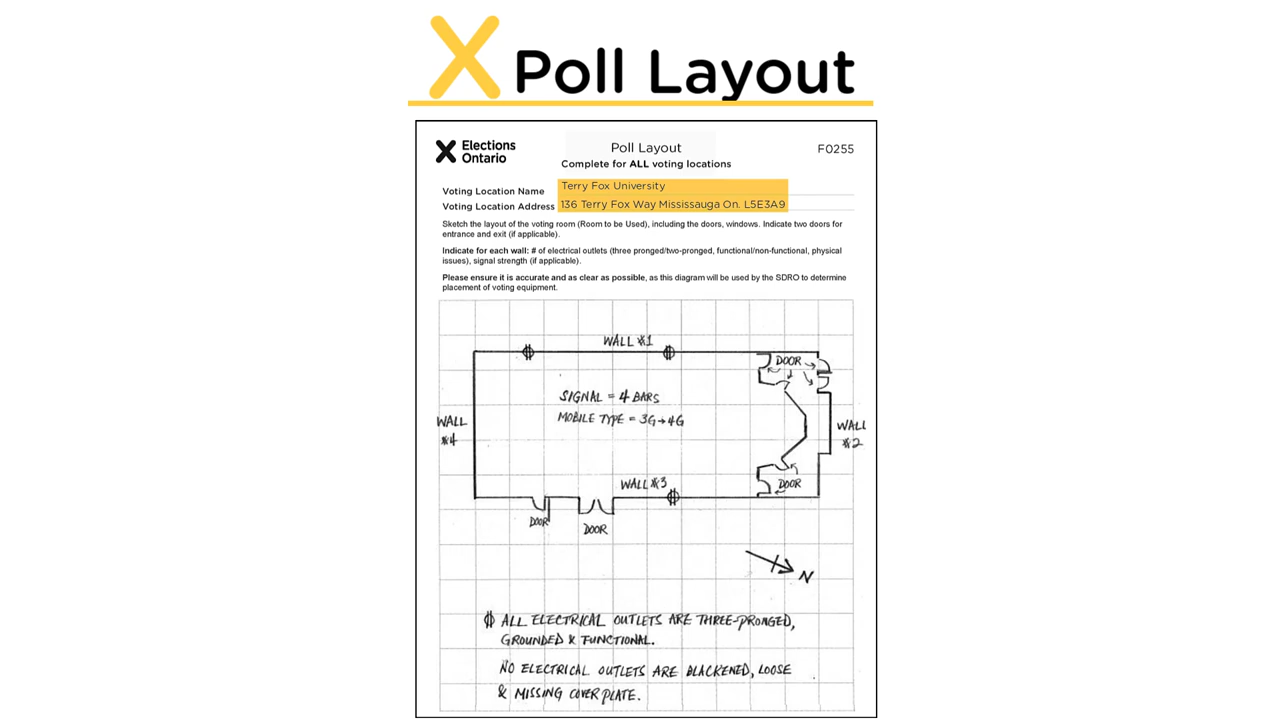 X Poll Layout
Elections
Ontario
Poll Layout
F0255
Complete for ALL voting locations
Voting Location Name Terry Fox University
Voting Location Address 136 Terry Fox Way Mississauga On. L5E3A9
Sketch the layout of the voting room (Room to be Used), including the doors, windows. Indicate two doors for
entrance and exit (if applicable).
Indicate for each wall: # of electrical outlets (three pronged/two-pronged, functional/non-functional, physical
issues), signal strength (if applicable).
Please ensure it is accurate and as clear as possible, as this diagram will be used by the SDRO to determine
placement of voting equipment.
WALL #1
DOOR
SIGNAL = 4 BARS
MOBILE TYPE = 3G→4G
WALL
#4
WALL
#2
WALL #3
DOOR
DOOR
DOOR
N
ALL ELECTRICAL OUTLETS ARE THREE-PRONGED,
GROUNDED & FUNCTIONAL.
NO ELECTRICAL OUTLETS ARE BLACKENED, LOOSE
& MISSING COVER PLATE.